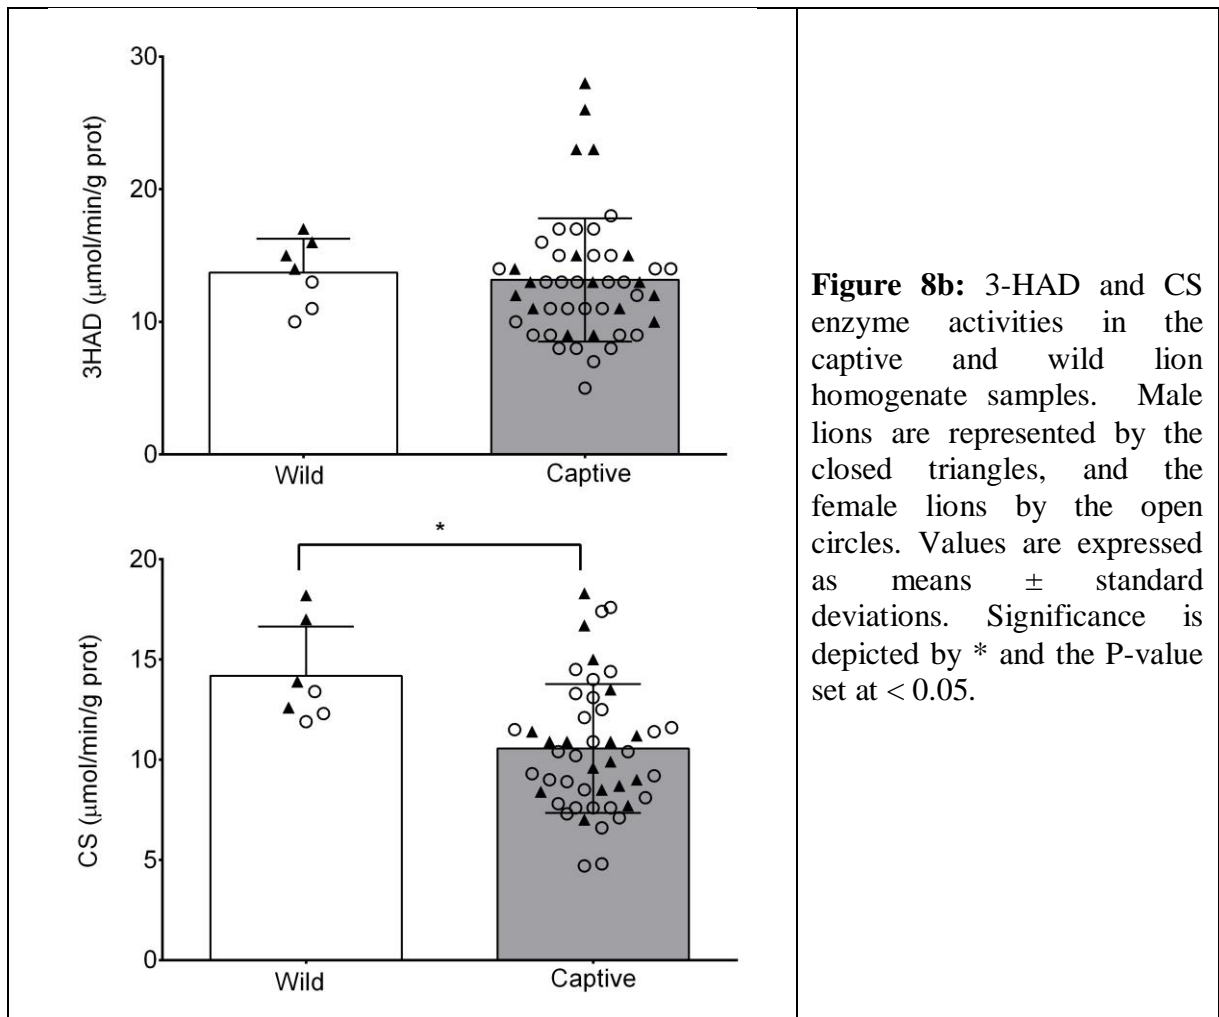 30
20
10
0
3HAD (μmol/min/g prot)
Wild
Captive
*
20
15
10
5
0
CS (μmol/min/g prot)
Wild
Captive
Figure 8b: 3-HAD and CS
enzyme activities in the
captive and wild lion
homogenate samples. Male
lions are represented by the
closed triangles, and the
female lions by the open
circles. Values are expressed
as means ± standard
deviations. Significance is
depicted by * and the P-value
set at < 0.05.